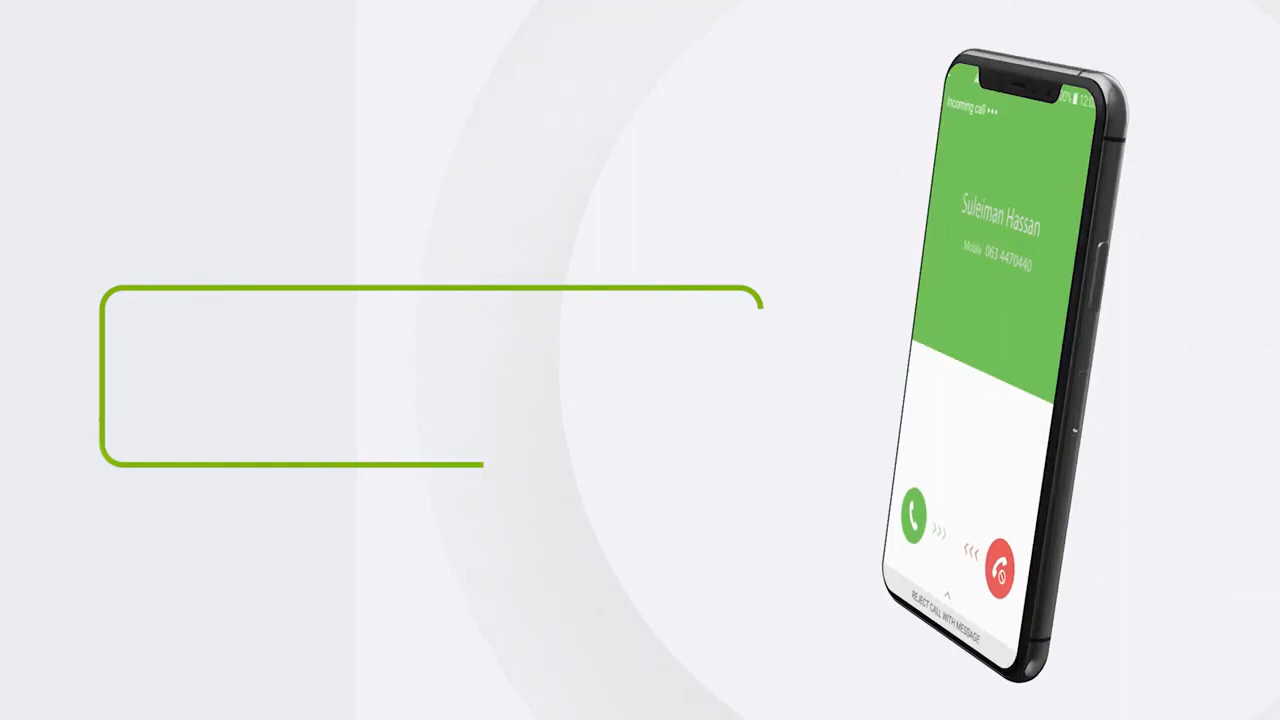 Incoming call •••
Suleiman Hassan
Mobile 063 4470440
REJECT CALL WITH MESSAGE